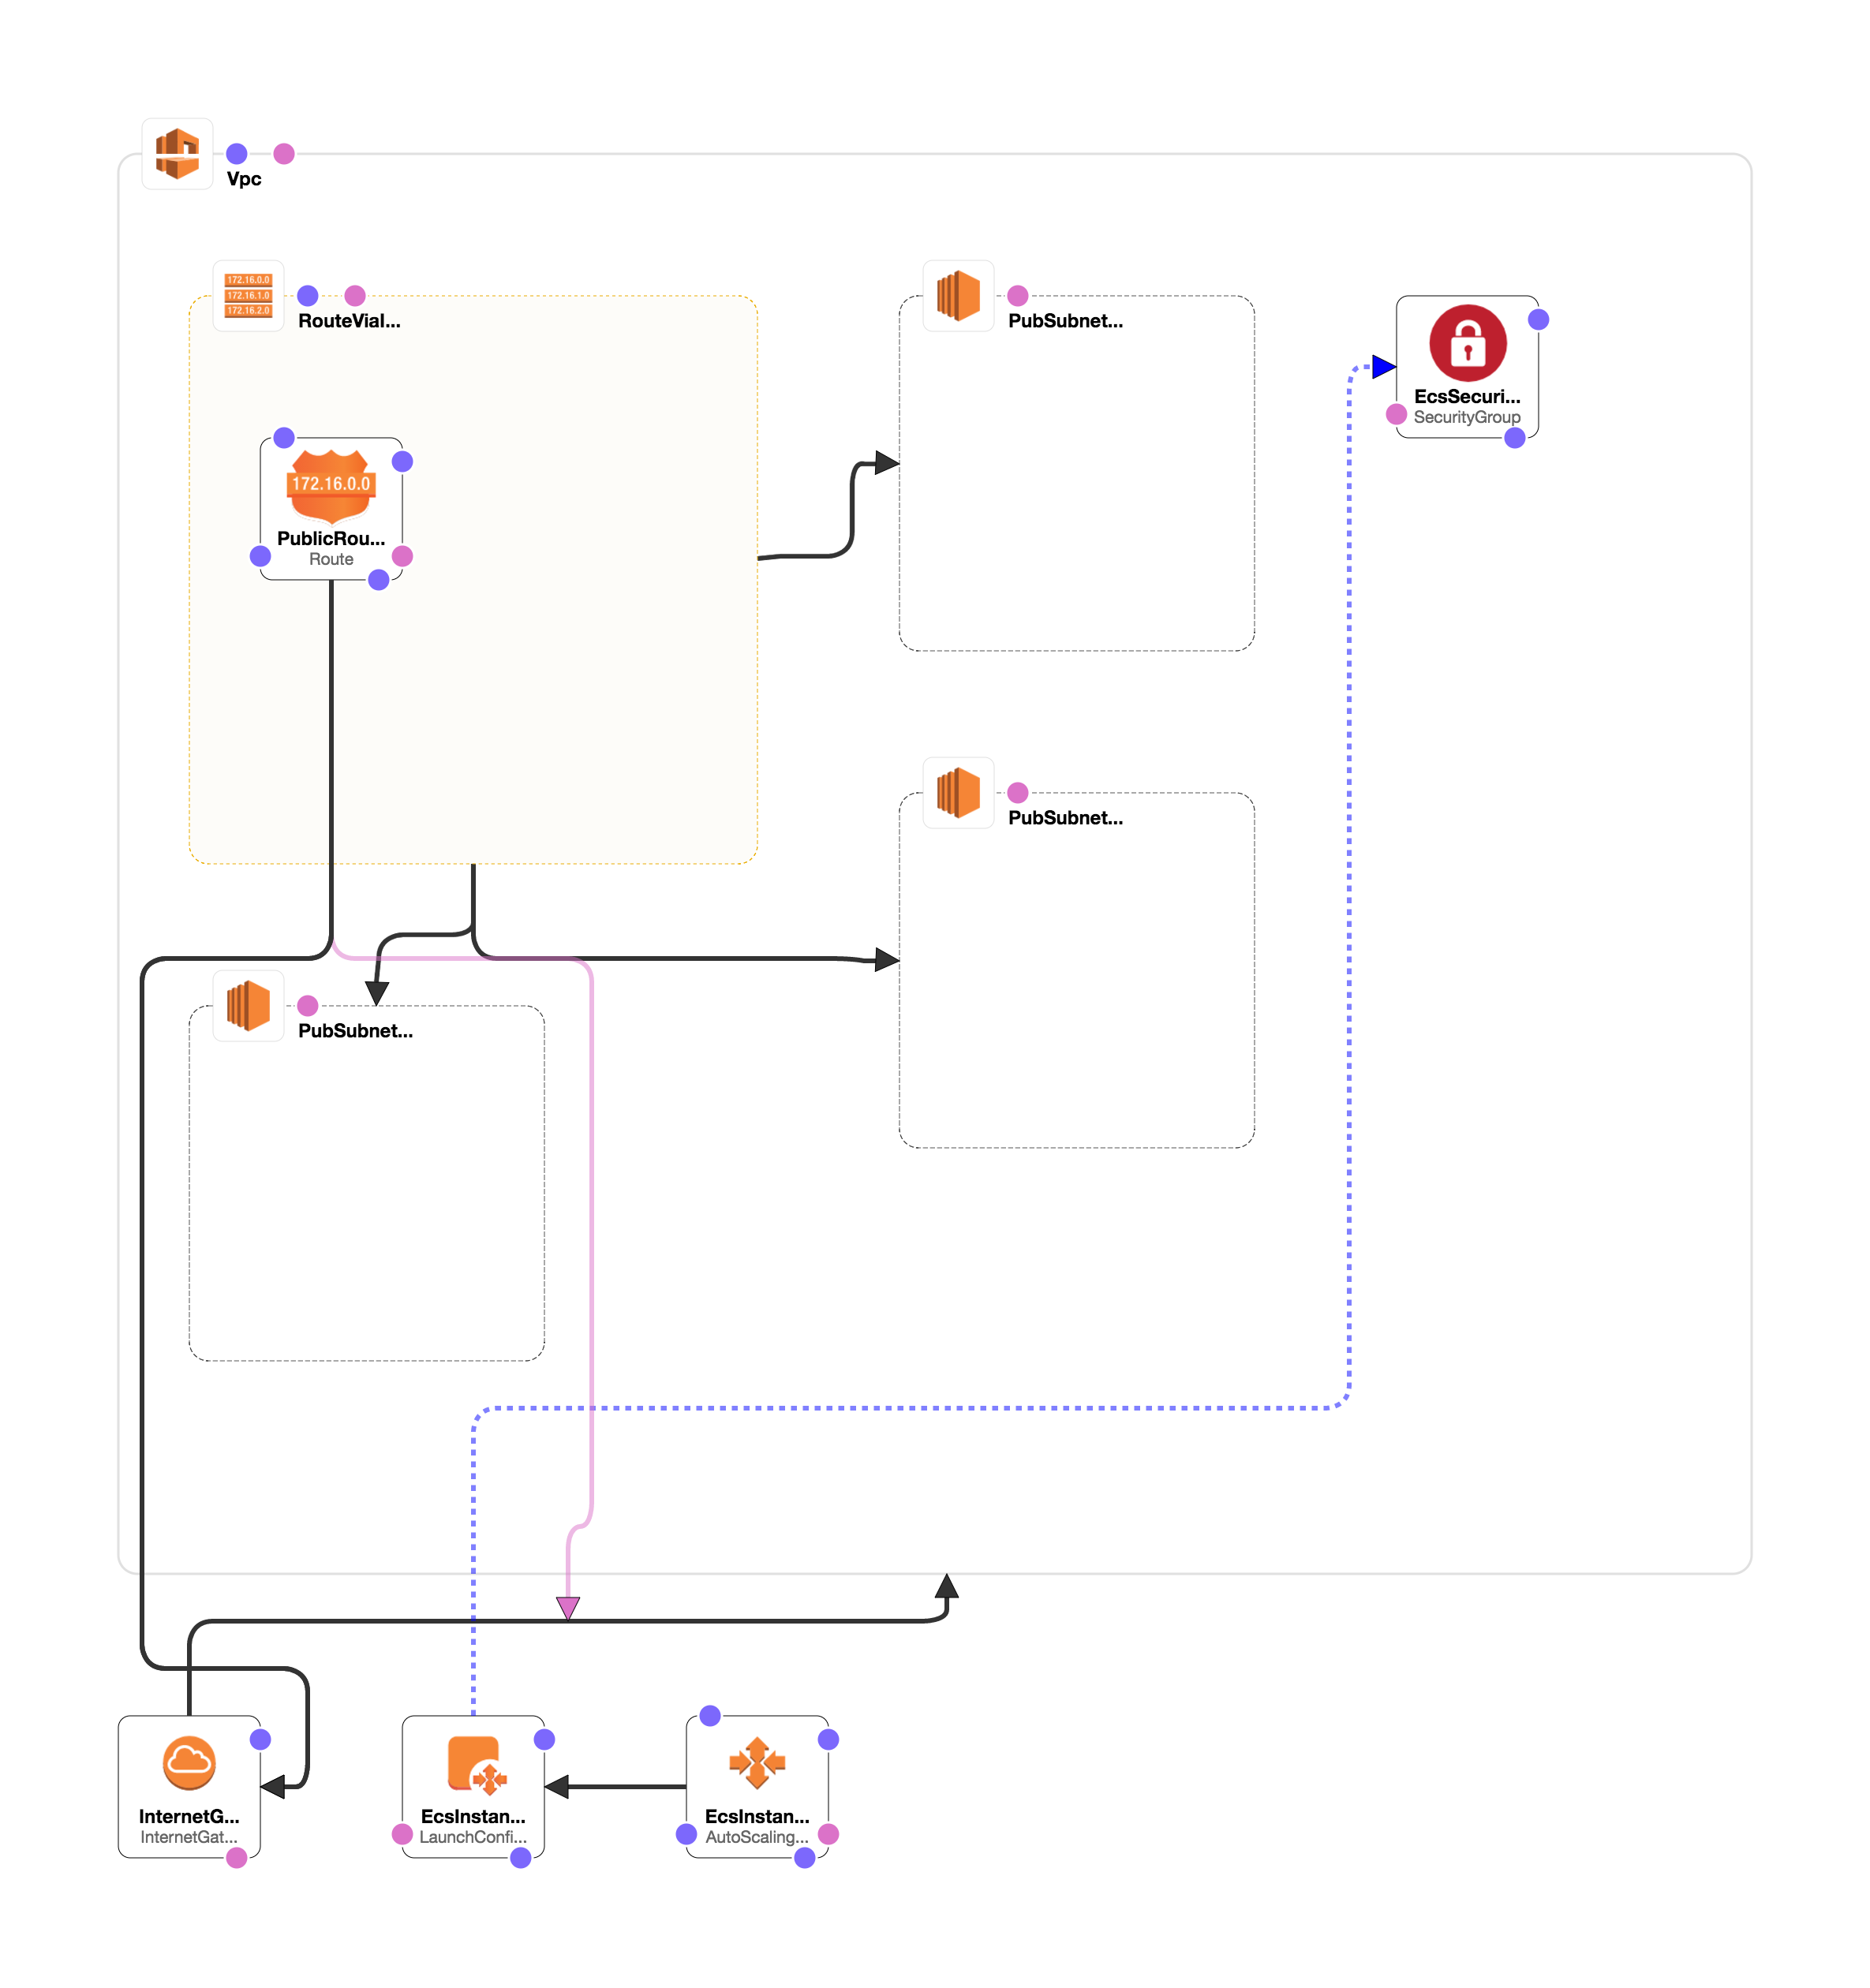 Vpc
172.16.0.0
172.16.1.0
172.16.2.0
RouteVial...
PubSubnet...
EcsSecuri...
SecurityGroup
172.16.0.0
PublicRou...
Route
PubSubnet...
PubSubnet...
InternetG...
InternetGat...
EcsInstan...
LaunchConfi...
EcsInstan...
AutoScaling...